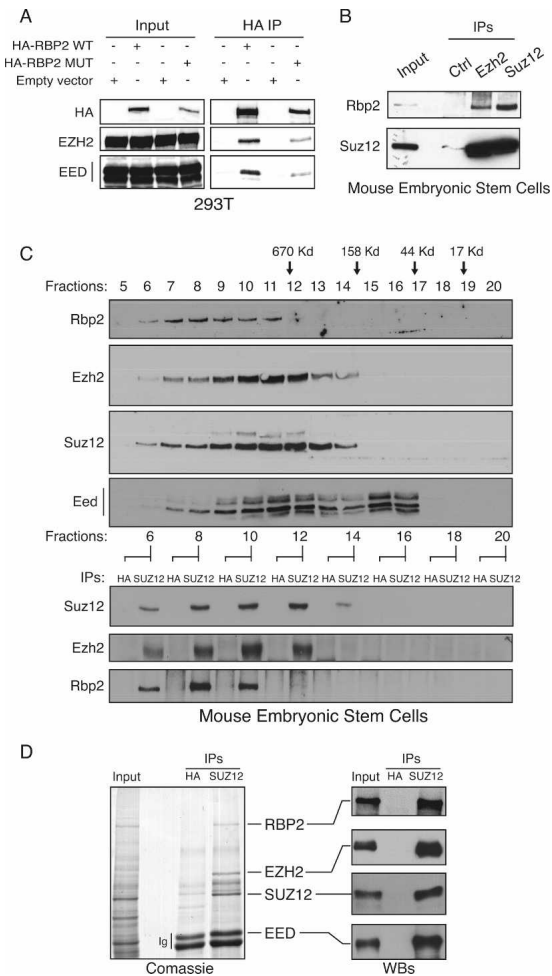 A
Input HA IP
HA-RBP2 WT - + - - - + - -
HA-RBP2 MUT - - - + - - - +
Empty vector + - + - + - + -
HA
EZH2
EED
293T
B
IPs
Input Ctrl Ezh2 Suz12
Rbp2
Suz12
Mouse Embryonic Stem Cells
C
670 Kd 158 Kd 44 Kd 17 Kd
Fractions: 5 6 7 8 9 10 11 12 13 14 15 16 17 18 19 20
Rbp2
Ezh2
Suz12
Eed
Fractions: 6 8 10 12 14 16 18 20
IPs: HA SUZ12 HA SUZ12 HA SUZ12 HA SUZ12 HA SUZ12 HA SUZ12 HA SUZ12 HA SUZ12
Suz12
Ezh2
Rbp2
Mouse Embryonic Stem Cells
D
IPs IPs
Input HA SUZ12 Input HA SUZ12
RBP2
EZH2
SUZ12
EED
Ig
Comassie WBs